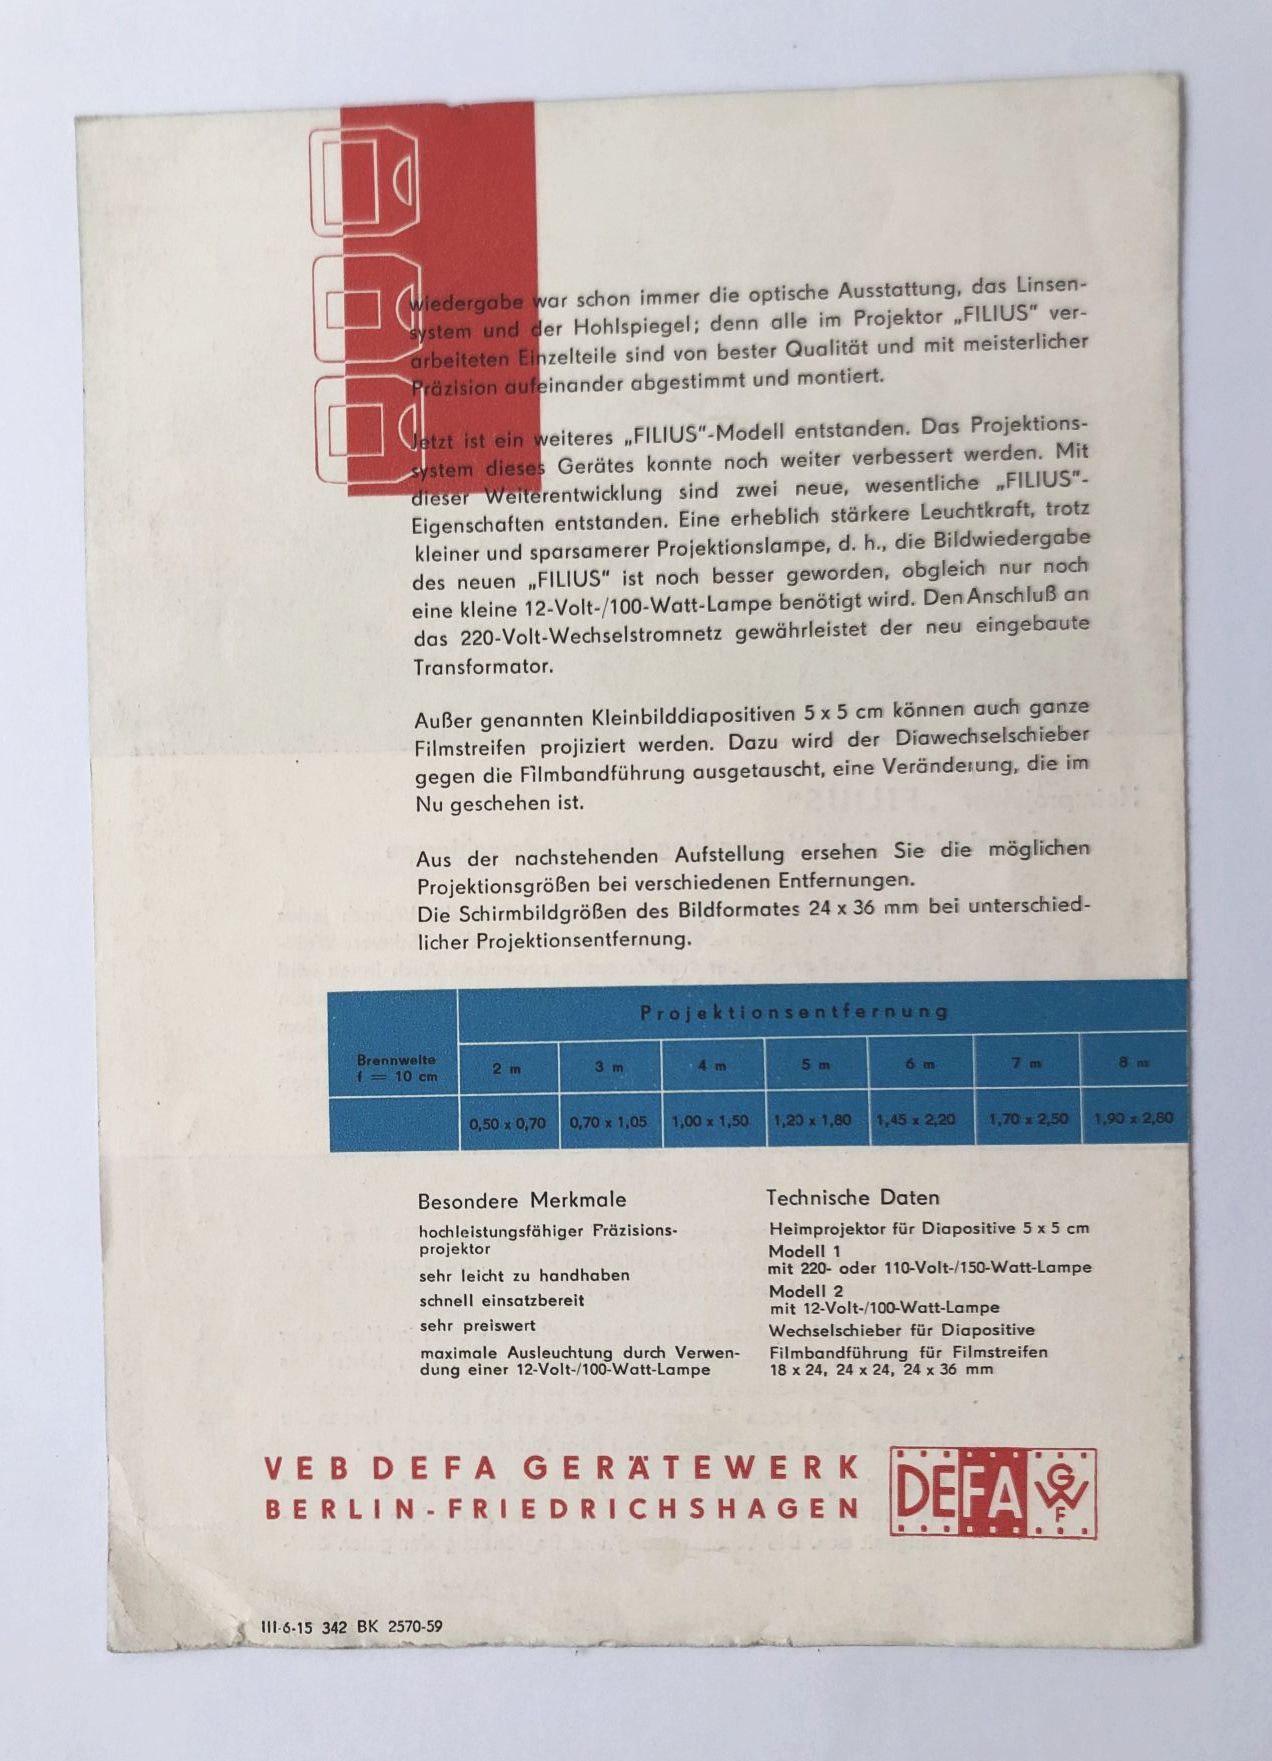 wiedergabe war schon immer die optische Ausstattung, das Linsen-
system und der Hohlspiegel; denn alle im Projektor „FILIUS“ ver-
arbeiteten Einzelteile sind von bester Qualität und mit meisterlicher
Präzision aufeinander abgestimmt und montiert.
Jetzt ist ein weiteres „FILIUS“-Modell entstanden. Das Projektions-
system dieses Gerätes konnte noch weiter verbessert werden. Mit
dieser Weiterentwicklung sind zwei neue, wesentliche „FILIUS“-
Eigenschaften entstanden. Eine erheblich stärkere Leuchtkraft, trotz
kleiner und sparsamerer Projektionslampe, d. h., die Bildwiedergabe
des neuen „FILIUS“ ist noch besser geworden, obgleich nur noch
eine kleine 12-Volt-/100-Watt-Lampe benötigt wird. Den Anschluß an
das 220-Volt-Wechselstromnetz gewährleistet der neu eingebaute
Transformator.
Außer genannten Kleinbilddiapositiven 5 x 5 cm können auch ganze
Filmstreifen projiziert werden. Dazu wird der Diawechselschieber
gegen die Filmbandführung ausgetauscht, eine Veränderung, die im
Nu geschehen ist.
Aus der nachstehenden Aufstellung ersehen Sie die möglichen
Projektionsgrößen bei verschiedenen Entfernungen.
Die Schirmbildgrößen des Bildformates 24 x 36 mm bei unterschied-
licher Projektionsentfernung.
Projektionsentfernung
Brennweite
f = 10 cm
2 m 3 m 4 m 5 m 6 m 7 m 8 m
0,50 x 0,70 0,70 x 1,05 1,00 x 1,50 1,20 x 1,80 1,45 x 2,20 1,70 x 2,50 1,90 x 2,80
Besondere Merkmale
hochleistungsfähiger Präzisions-
projektor
sehr leicht zu handhaben
schnell einsatzbereit
sehr preiswert
maximale Ausleuchtung durch Verwen-
dung einer 12-Volt-/100-Watt-Lampe
Technische Daten
Heimprojektor für Diapositive 5 x 5 cm
Modell 1
mit 220- oder 110-Volt-/150-Watt-Lampe
Modell 2
mit 12-Volt-/100-Watt-Lampe
Wechselschieber für Diapositive
Filmbandführung für Filmstreifen
18 x 24, 24 x 24, 24 x 36 mm
VEB DEFA GERÄTEWERK
BERLIN-FRIEDRICHSHAGEN
DEFA GWF
III-6-15 342 BK 2570-59